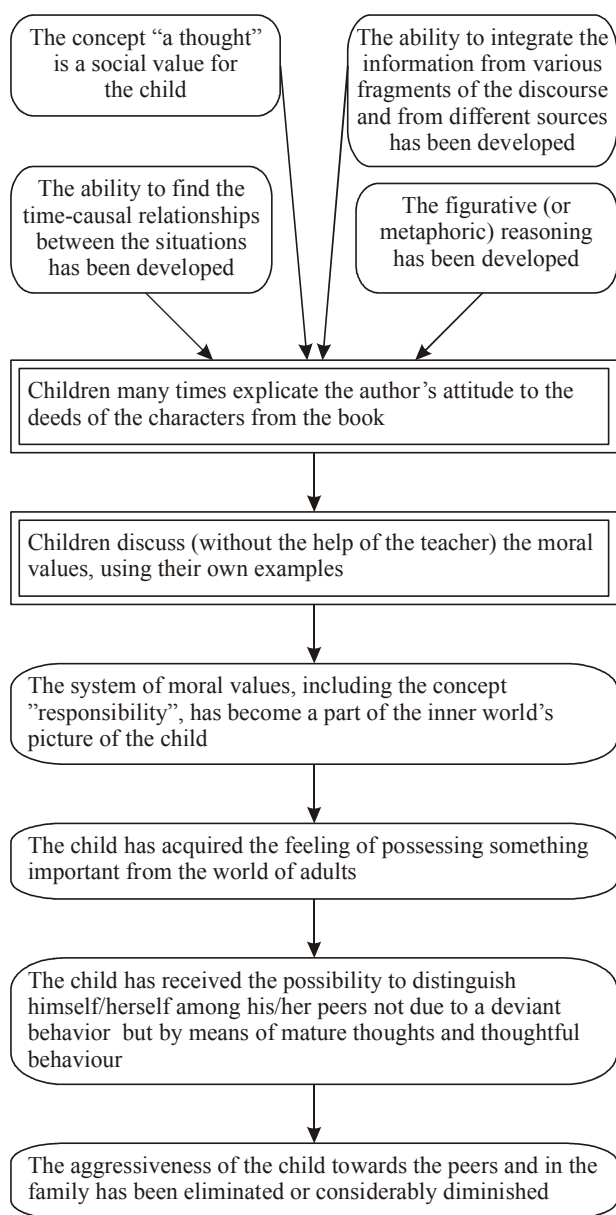 The concept “a thought”
is a social value for
the child
The ability to integrate the
information from various
fragments of the discourse
and from different sources
has been developed
The ability to find the
time-causal relationships
between the situations
has been developed
The figurative (or
metaphoric) reasoning
has been developed
Children many times explicate the author’s attitude to the
deeds of the characters from the book
Children discuss (without the help of the teacher) the moral
values, using their own examples
The system of moral values, including the concept
”responsibility”, has become a part of the inner world’s
picture of the child
The child has acquired the feeling of possessing something
important from the world of adults
The child has received the possibility to distinguish
himself/herself among his/her peers not due to a deviant
behavior but by means of mature thoughts and thoughtful
behaviour
The aggressiveness of the child towards the peers and in the
family has been eliminated or considerably diminished